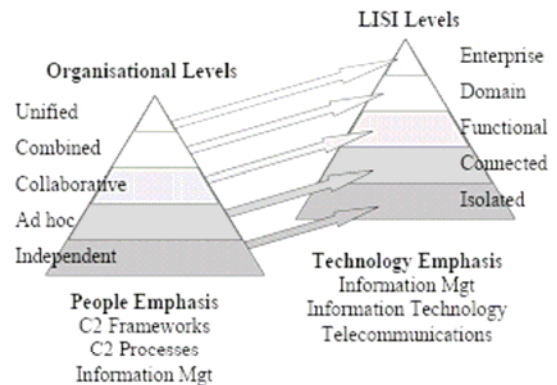 Organisational Levels
Unified
Combined
Collaborative
Ad hoc
Independent
People Emphasis
C2 Frameworks
C2 Processes
Information Mgt
LISI Levels
Enterprise
Domain
Functional
Connected
Isolated
Technology Emphasis
Information Mgt
Information Technology
Telecommunications